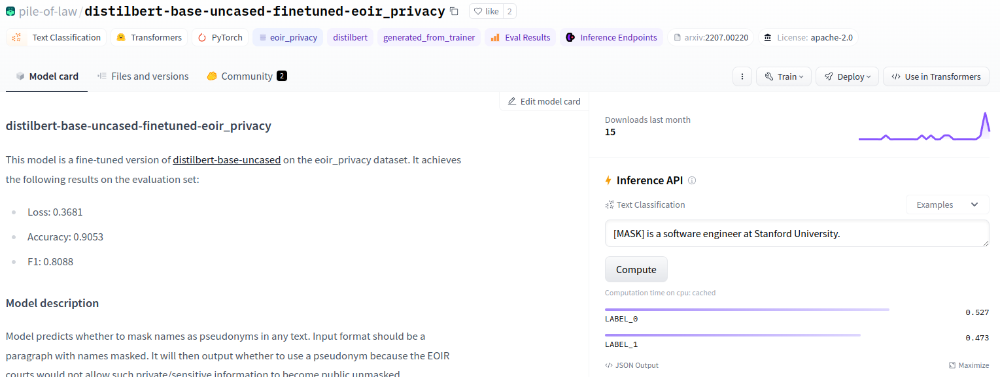 pile-of-law/distilbert-base-uncased-finetuned-eoir_privacy like 2
Text Classification Transformers PyTorch eoir_privacy distilbert generated_from_trainer Eval Results Inference Endpoints arxiv:2207.00220 License: apache-2.0
Model card Files and versions Community 2 Train Deploy Use in Transformers
Edit model card
distilbert-base-uncased-finetuned-eoir_privacy
This model is a fine-tuned version of distilbert-base-uncased on the eoir_privacy dataset. It achieves
the following results on the evaluation set:
Loss: 0.3681
Accuracy: 0.9053
F1: 0.8088
Model description
Model predicts whether to mask names as pseudonyms in any text. Input format should be a
paragraph with names masked. It will then output whether to use a pseudonym because the EOIR
courts would not allow such private/sensitive information to become public unmasked.
Downloads last month
15
Inference API
Text Classification Examples
[MASK] is a software engineer at Stanford University.
Compute
Computation time on cpu: cached
LABEL_0 0.527
LABEL_1 0.473
JSON Output Maximize